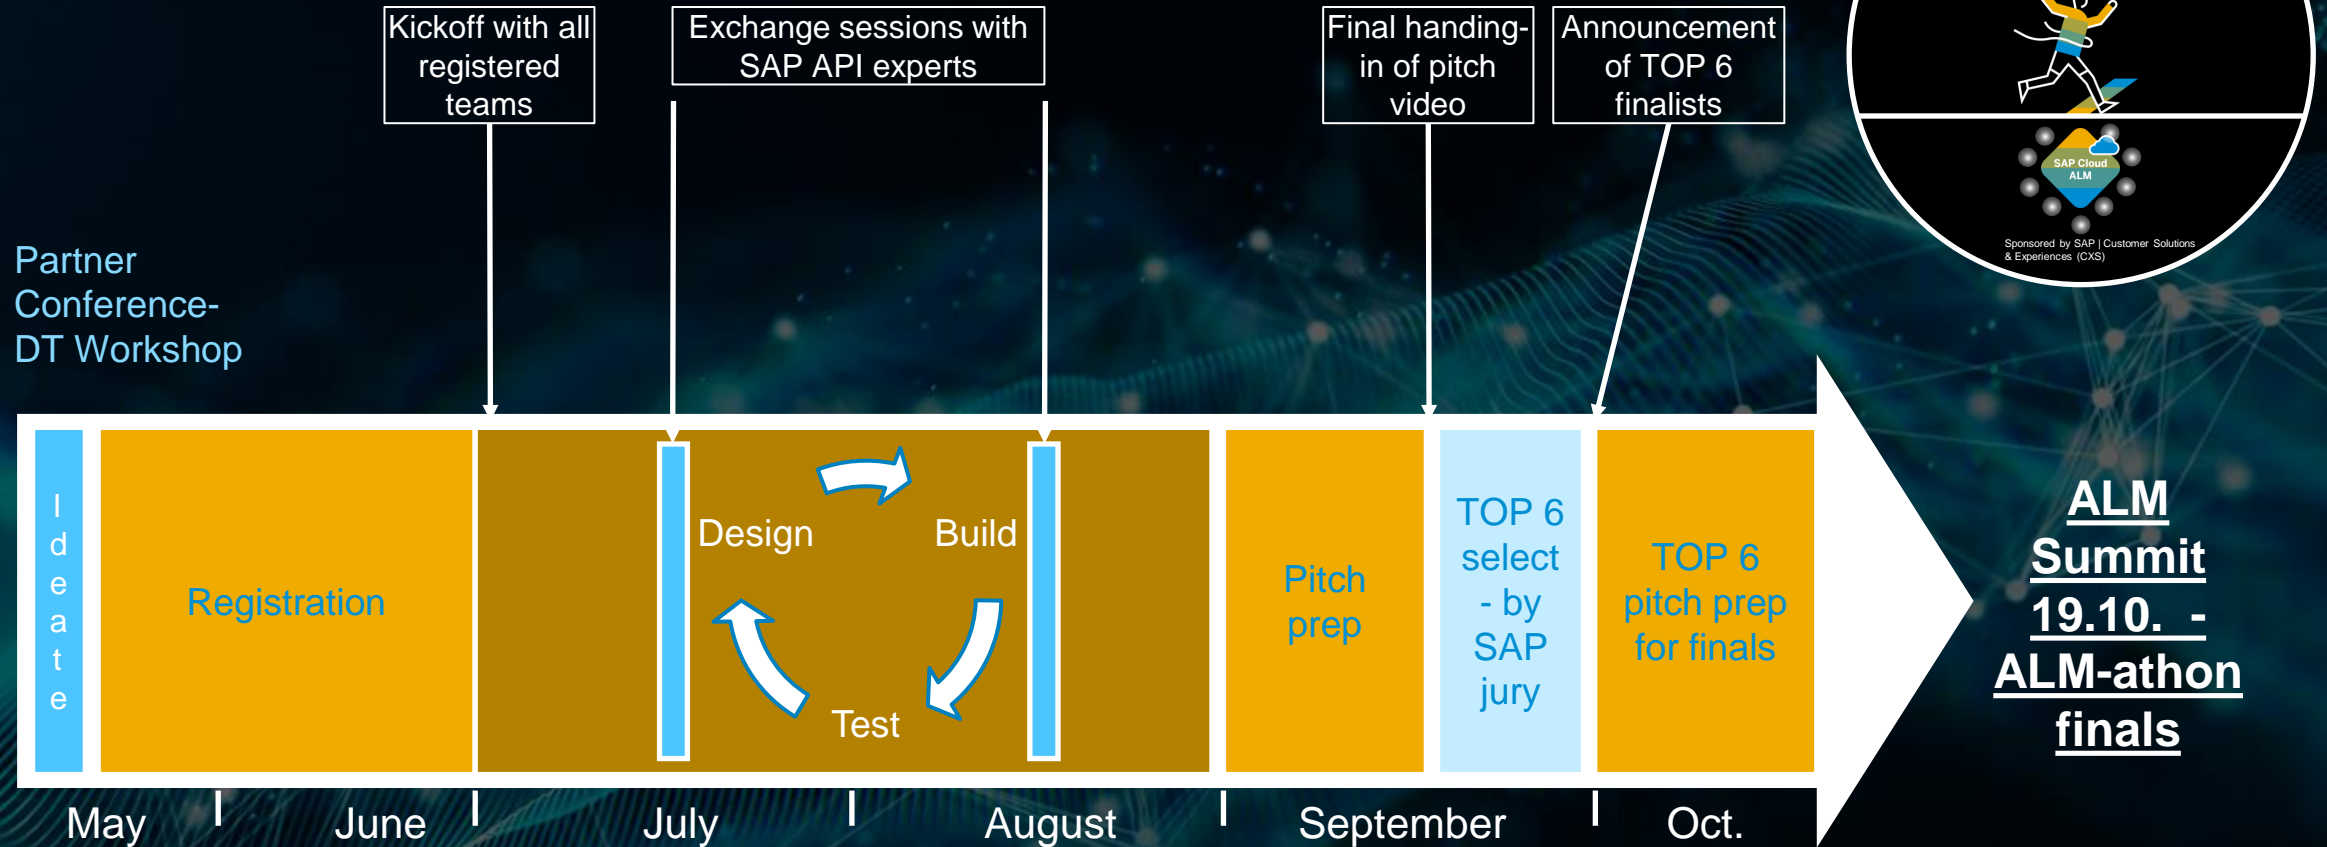 Kickoff with all
registered
teams
Exchange sessions with
SAP API experts
Final handing-
in of pitch
video
Announcement
of TOP 6
finalists
SAP Cloud
ALM
Sponsored by SAP | Customer Solutions
& Experiences (CXS)
Partner
Conference-
DT Workshop
Ideate
Registration
Design
Build
Test
Pitch
prep
TOP 6
select
- by
SAP
jury
TOP 6
pitch prep
for finals
ALM
Summit
19.10. -
ALM-athon
finals
May
June
July
August
September
Oct.